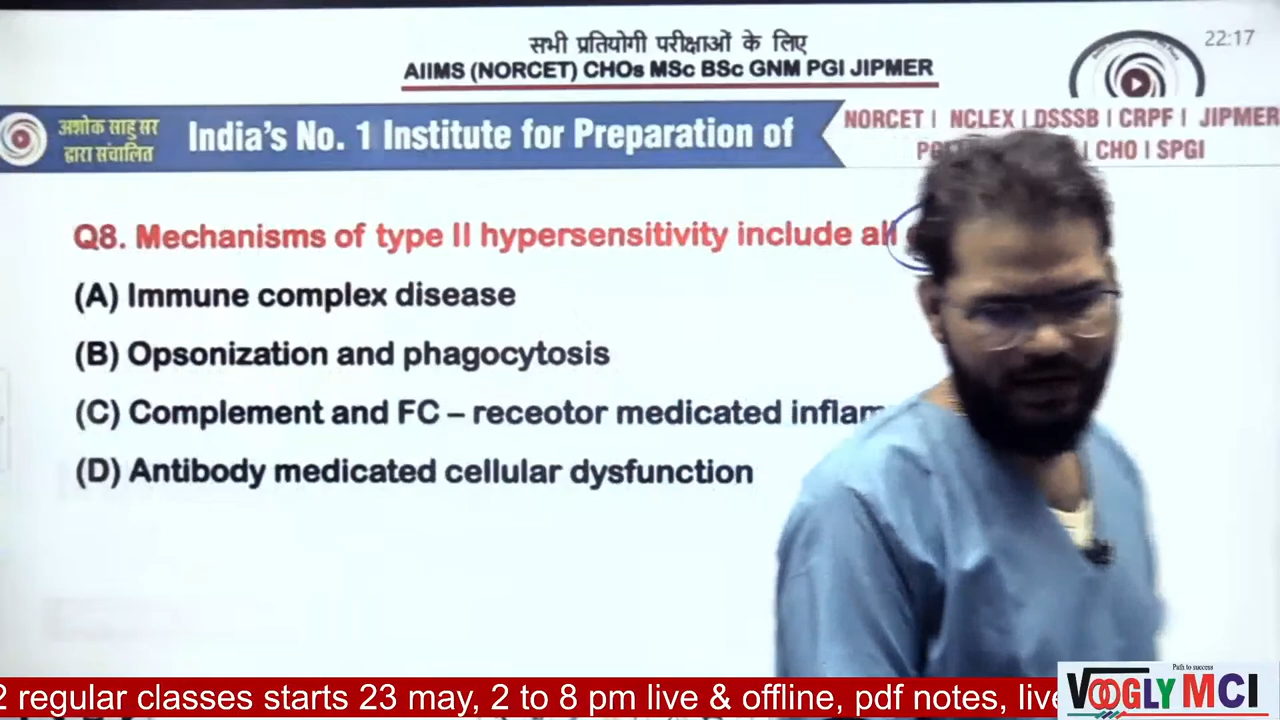 सभी प्रतियोगी परीक्षाओं के लिए
AIIMS (NORCET) CHOs MSc BSc GNM PGI JIPMER
22:17
अशोक साहु सर
द्वारा संचालित
India's No. 1 Institute for Preparation of
NORCET | NCLEX | DSSSB | CRPF | JIPMER
| CHO | SPGI
Q8. Mechanisms of type II hypersensitivity include all
(A) Immune complex disease
(B) Opsonization and phagocytosis
(C) Complement and FC – receotor medicated
(D) Antibody medicated cellular dysfunction
2 regular classes starts 23 may, 2 to 8 pm live & offline, pdf notes, live
Path to success
VOOGLY MCI